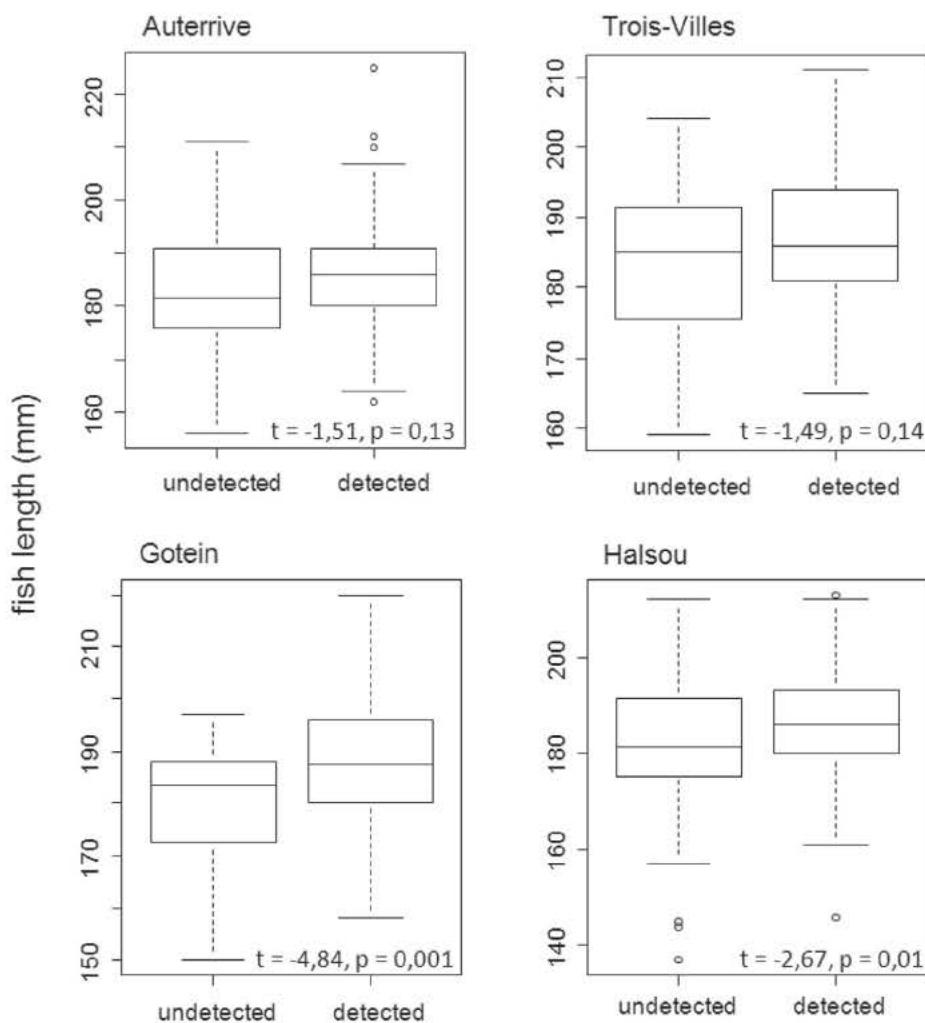 Auterrive
220
200
180
160
t = -1,51, p = 0,13
undetected detected
Trois-Villes
210
200
190
180
170
160
t = -1,49, p = 0,14
undetected detected
fish length (mm)
Gotein
210
190
170
150
t = -4,84, p = 0,001
undetected detected
Halsou
200
180
160
140
t = -2,67, p = 0,01
undetected detected